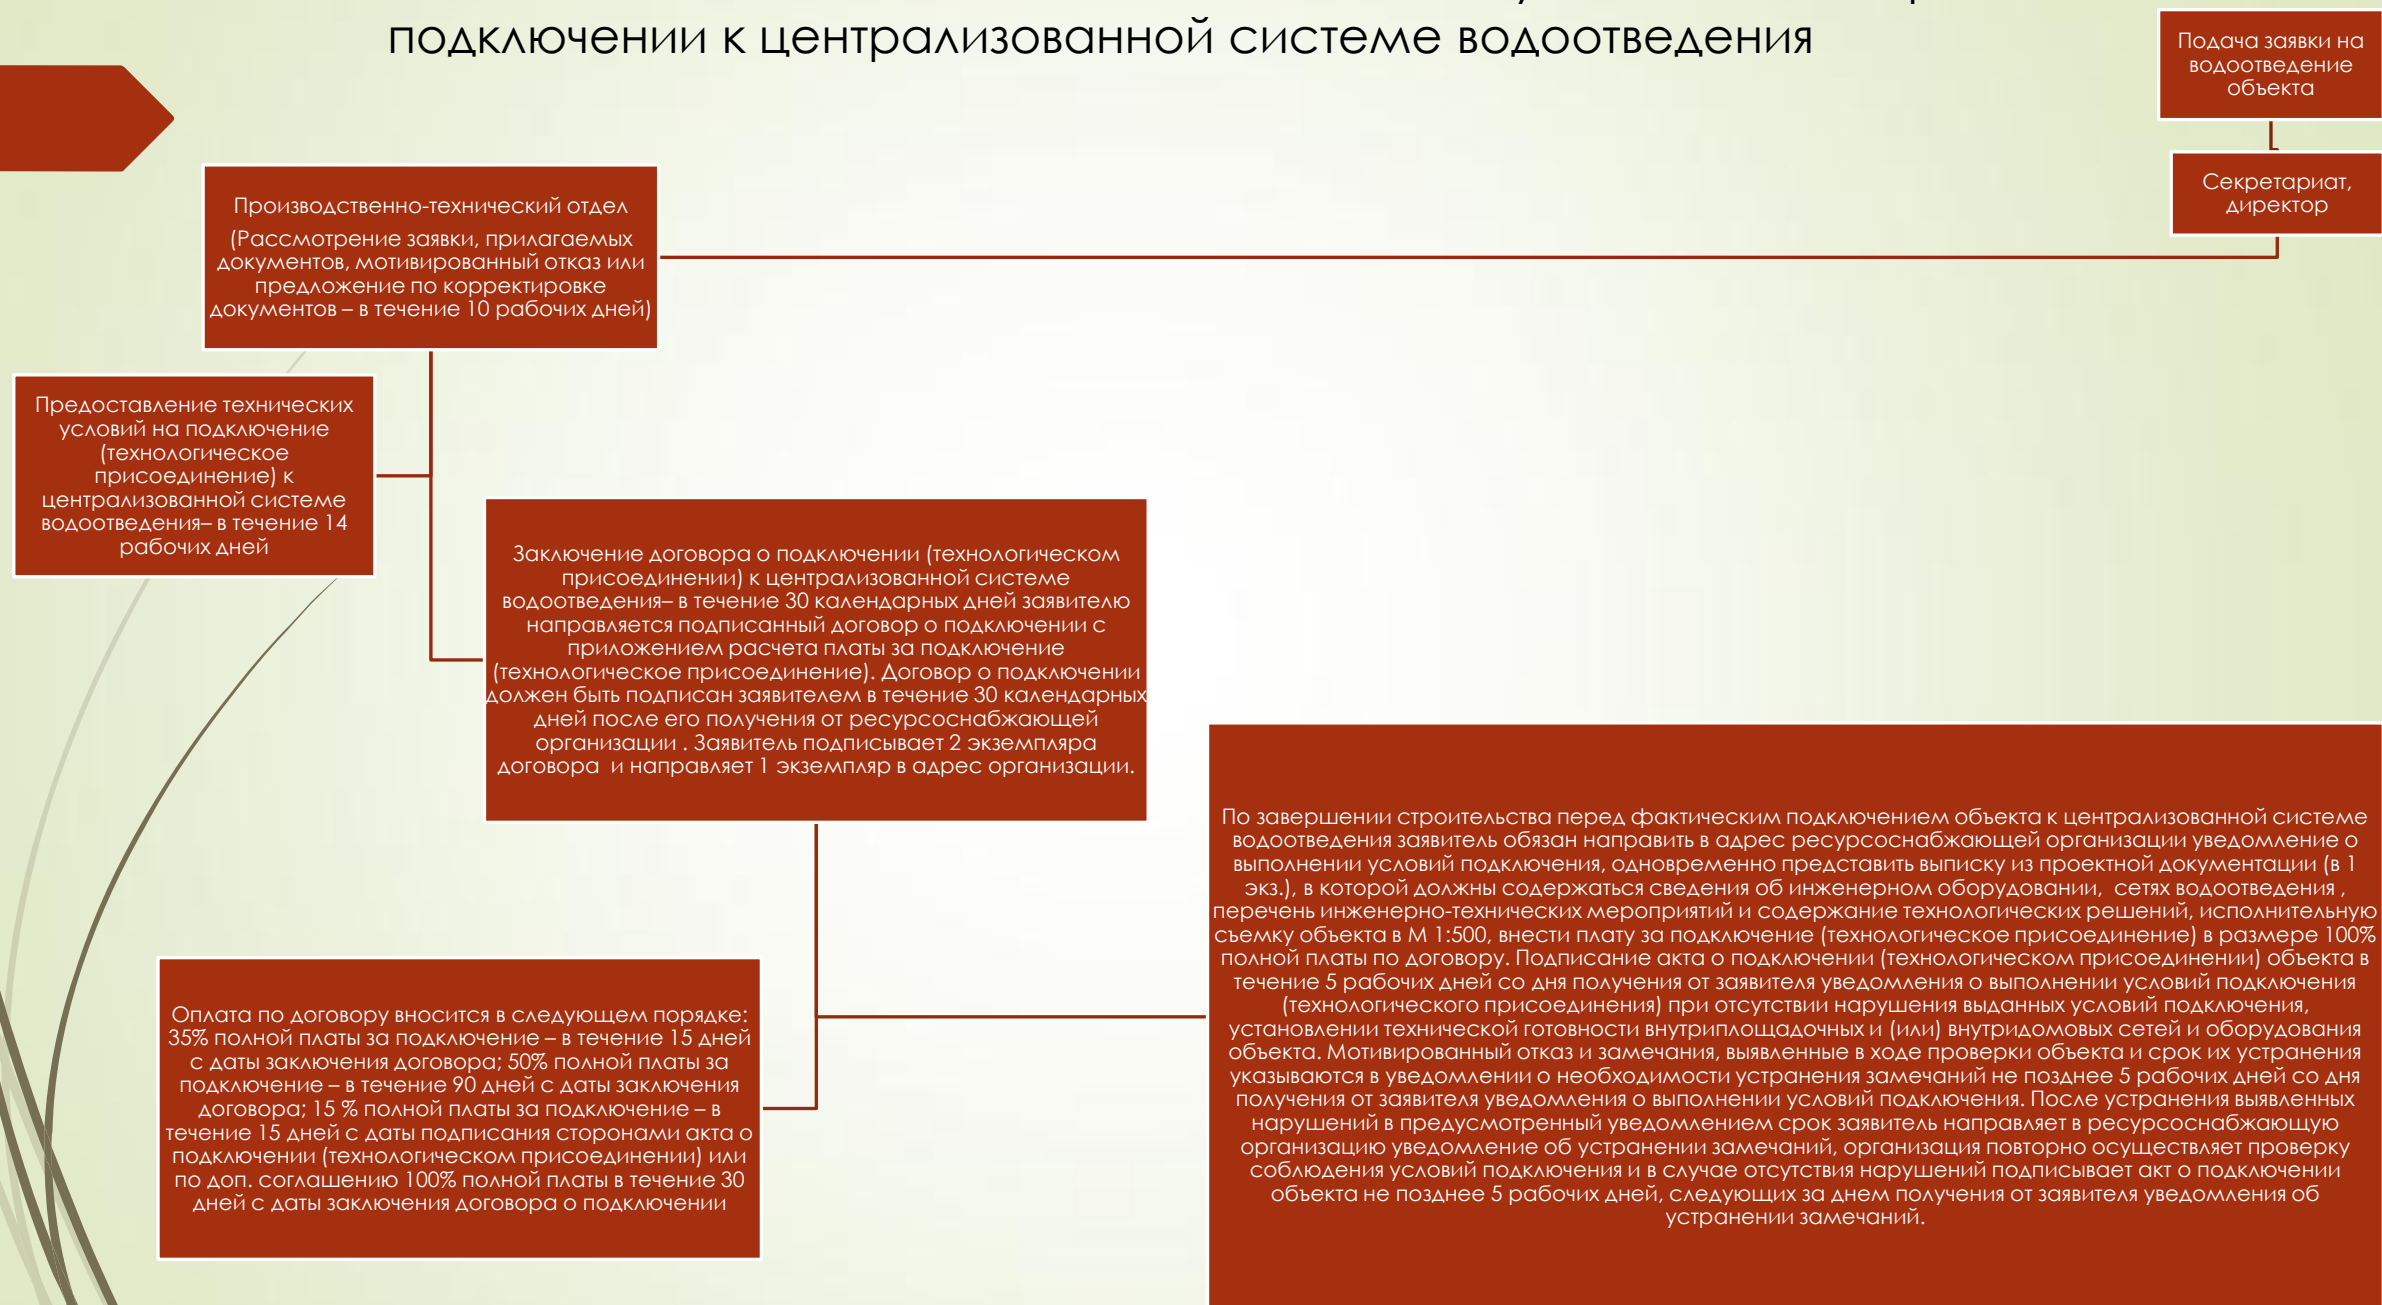 подключении к централизованной системе водоотведения
Подача заявки на
водоотведение
объекта
Секретариат,
директор
Производственно-технический отдел
(Рассмотрение заявки, прилагаемых
документов, мотивированный отказ или
предложение по корректировке
документов – в течение 10 рабочих дней)
Предоставление технических
условий на подключение
(технологическое
присоединение) к
централизованной системе
водоотведения– в течение 14
рабочих дней
Заключение договора о подключении (технологическом
присоединении) к централизованной системе
водоотведения– в течение 30 календарных дней заявителю
направляется подписанный договор о подключении с
приложением расчета платы за подключение
(технологическое присоединение). Договор о подключении
должен быть подписан заявителем в течение 30 календарных
дней после его получения от ресурсоснабжающей
организации . Заявитель подписывает 2 экземпляра
договора  и направляет 1 экземпляр в адрес организации.
Оплата по договору вносится в следующем порядке:
35% полной платы за подключение – в течение 15 дней
с даты заключения договора; 50% полной платы за
подключение – в течение 90 дней с даты заключения
договора; 15 % полной платы за подключение – в
течение 15 дней с даты подписания сторонами акта о
подключении (технологическом присоединении) или
по доп. соглашению 100% полной платы в течение 30
дней с даты заключения договора о подключении
По завершении строительства перед фактическим подключением объекта к централизованной системе
водоотведения заявитель обязан направить в адрес ресурсоснабжающей организации уведомление о
выполнении условий подключения, одновременно представить выписку из проектной документации (в 1
экз.), в которой должны содержаться сведения об инженерном оборудовании,  сетях водоотведения ,
перечень инженерно-технических мероприятий и содержание технологических решений, исполнительную
съемку объекта в М 1:500, внести плату за подключение (технологическое присоединение) в размере 100%
полной платы по договору. Подписание акта о подключении (технологическом присоединении) объекта в
течение 5 рабочих дней со дня получения от заявителя уведомления о выполнении условий подключения
(технологического присоединения) при отсутствии нарушения выданных условий подключения,
установлении технической готовности внутриплощадочных и (или) внутридомовых сетей и оборудования
объекта. Мотивированный отказ и замечания, выявленные в ходе проверки объекта и срок их устранения
указываются в уведомлении о необходимости устранения замечаний не позднее 5 рабочих дней со дня
получения от заявителя уведомления о выполнении условий подключения. После устранения выявленных
нарушений в предусмотренный уведомлением срок заявитель направляет в ресурсоснабжающую
организацию уведомление об устранении замечаний, организация повторно осуществляет проверку
соблюдения условий подключения и в случае отсутствия нарушений подписывает акт о подключении
объекта не позднее 5 рабочих дней, следующих за днем получения от заявителя уведомления об
устранении замечаний.